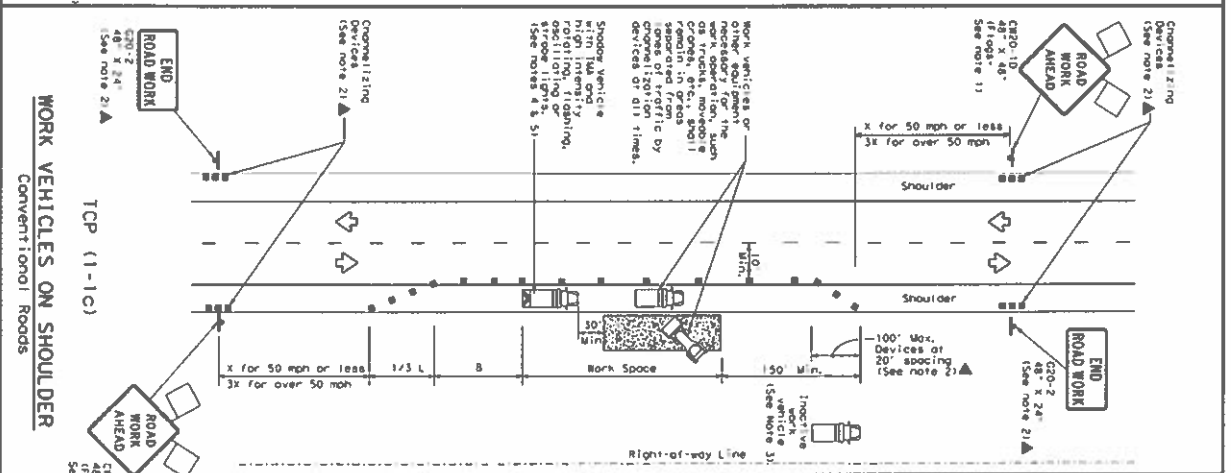 Channelizing
Devices
(See note 2)▲
CW20-1D
48" X 48"
(Flags-
See note 1)
ROAD
WORK
AHEAD
X for 50 mph or less
3X for over 50 mph
Shoulder
Work vehicles or
other equipment
necessary for the
work operation, such
as trucks, moveable
cranes, etc., shall
remain in areas
separated from
lanes of traffic by
channelization
devices at all times.
Shadow Vehicle
with TMA and
high intensity
rotating, flashing,
oscillating or
strobe lights.
(See notes 4 & 5)
Channelizing
Devices
(See note 2)▲
END
ROAD WORK
G20-2
48" X 24"
(See note 2)▲
10'
Min.
Shoulder
30'
Min
X for 50 mph or less
3X for over 50 mph
1/3 L
B
Work Space
150' Min.
100' Max.
Devices at
20' spacing
(See note 2)▲
END
ROAD WORK
G20-2
48" X 24"
(See note 2)▲
Inactive
work
vehicle
(See Note 3)
ROAD
WORK
AHEAD
Right-of-way Line
TCP (1-1c)
WORK VEHICLES ON SHOULDER
Conventional Roads